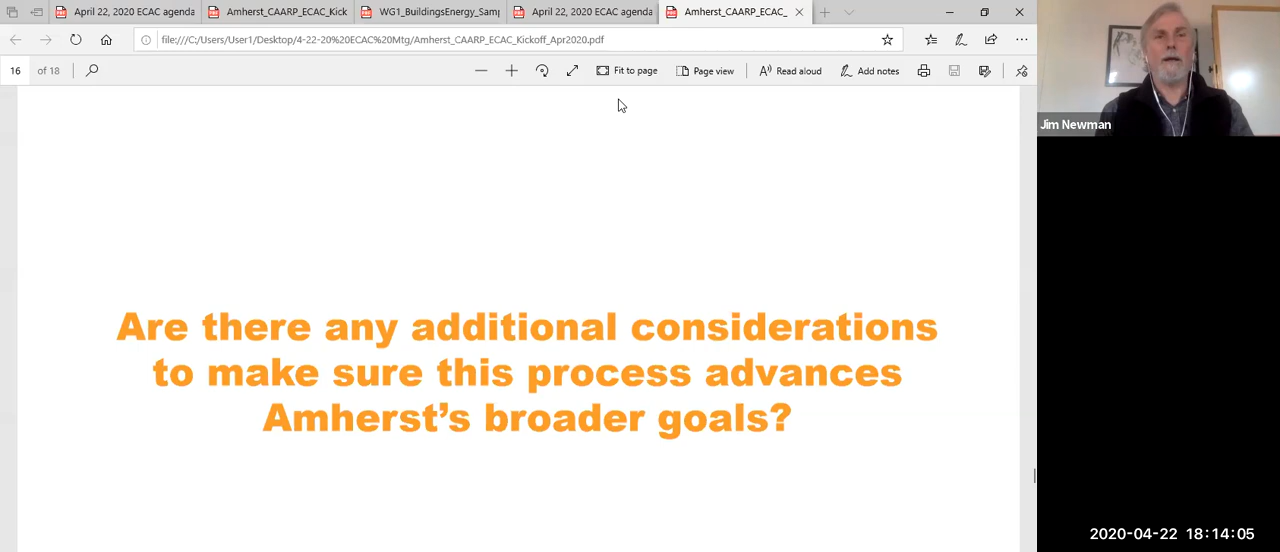 April 22, 2020 ECAC agenda
Amherst_CAARP_ECAC_Kick
WG1_BuildingsEnergy_Samp
April 22, 2020 ECAC agenda
Amherst_CAARP_ECAC_
file:///C:/Users/User1/Desktop/4-22-20%20ECAC%20Mtg/Amherst_CAARP_ECAC_Kickoff_Apr2020.pdf
16 of 18
Fit to page
Page view
Read aloud
Add notes
Jim Newman
Are there any additional considerations
to make sure this process advances
Amherst’s broader goals?
2020-04-22 18:14:05